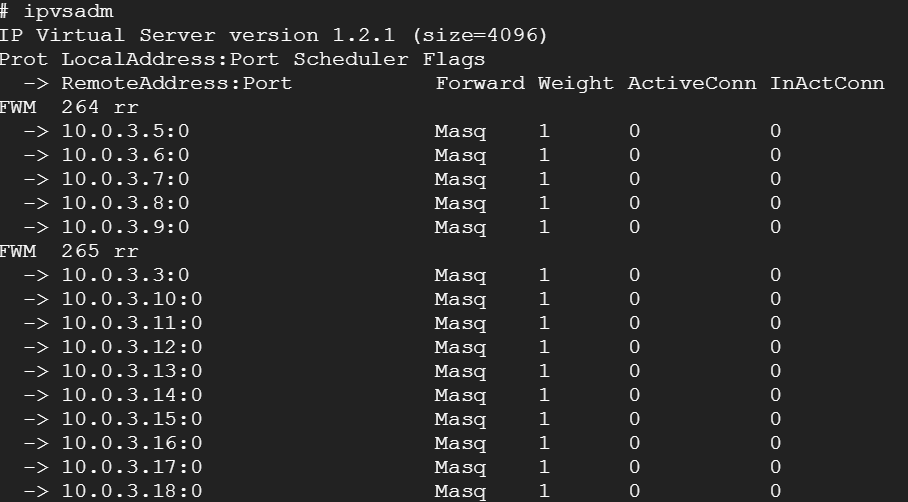 # ipvsadm
IP Virtual Server version 1.2.1 (size=4096)
Prot LocalAddress:Port Scheduler Flags
  -> RemoteAddress:Port           Forward Weight ActiveConn InActConn
FWM  264 rr
  -> 10.0.3.5:0                   Masq    1      0          0
  -> 10.0.3.6:0                   Masq    1      0          0
  -> 10.0.3.7:0                   Masq    1      0          0
  -> 10.0.3.8:0                   Masq    1      0          0
  -> 10.0.3.9:0                   Masq    1      0          0
FWM  265 rr
  -> 10.0.3.3:0                   Masq    1      0          0
  -> 10.0.3.10:0                  Masq    1      0          0
  -> 10.0.3.11:0                  Masq    1      0          0
  -> 10.0.3.12:0                  Masq    1      0          0
  -> 10.0.3.13:0                  Masq    1      0          0
  -> 10.0.3.14:0                  Masq    1      0          0
  -> 10.0.3.15:0                  Masq    1      0          0
  -> 10.0.3.16:0                  Masq    1      0          0
  -> 10.0.3.17:0                  Masq    1      0          0
  -> 10.0.3.18:0                  Masq    1      0          0